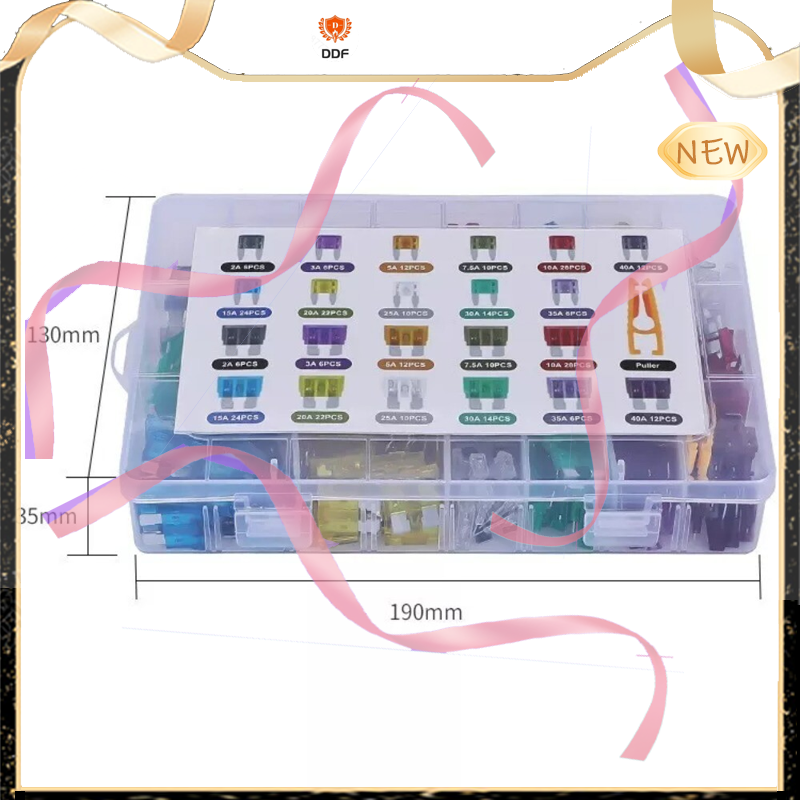 DDF
NEW
2A 6PCS 3A 6PCS 5A 12PCS 7.5A 10PCS 10A 26PCS 40A 12PCS
15A 24PCS 20A 22PCS 25A 10PCS 30A 14PCS 35A 6PCS
2A 6PCS 3A 6PCS 5A 12PCS 7.5A 10PCS 10A 26PCS Puller
15A 24PCS 20A 22PCS 25A 10PCS 30A 14PCS 35A 6PCS 40A 12PCS
130mm
35mm
190mm